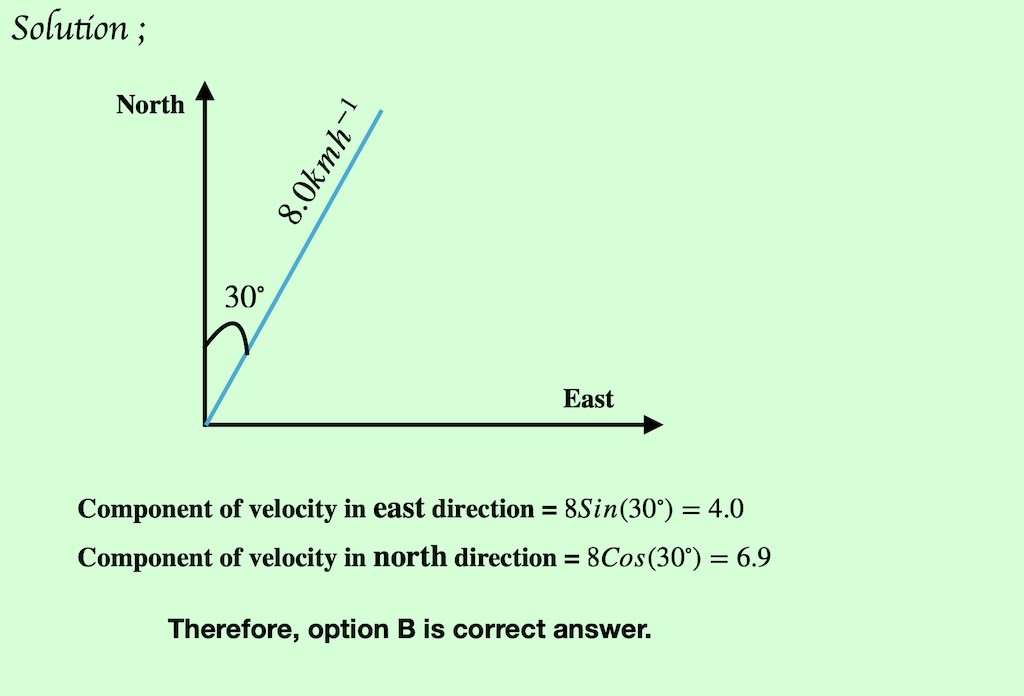 Solution ;
North
8.0kmh⁻¹
30°
East
Component of velocity in east direction = 8Sin(30°) = 4.0
Component of velocity in north direction = 8Cos(30°) = 6.9
Therefore, option B is correct answer.